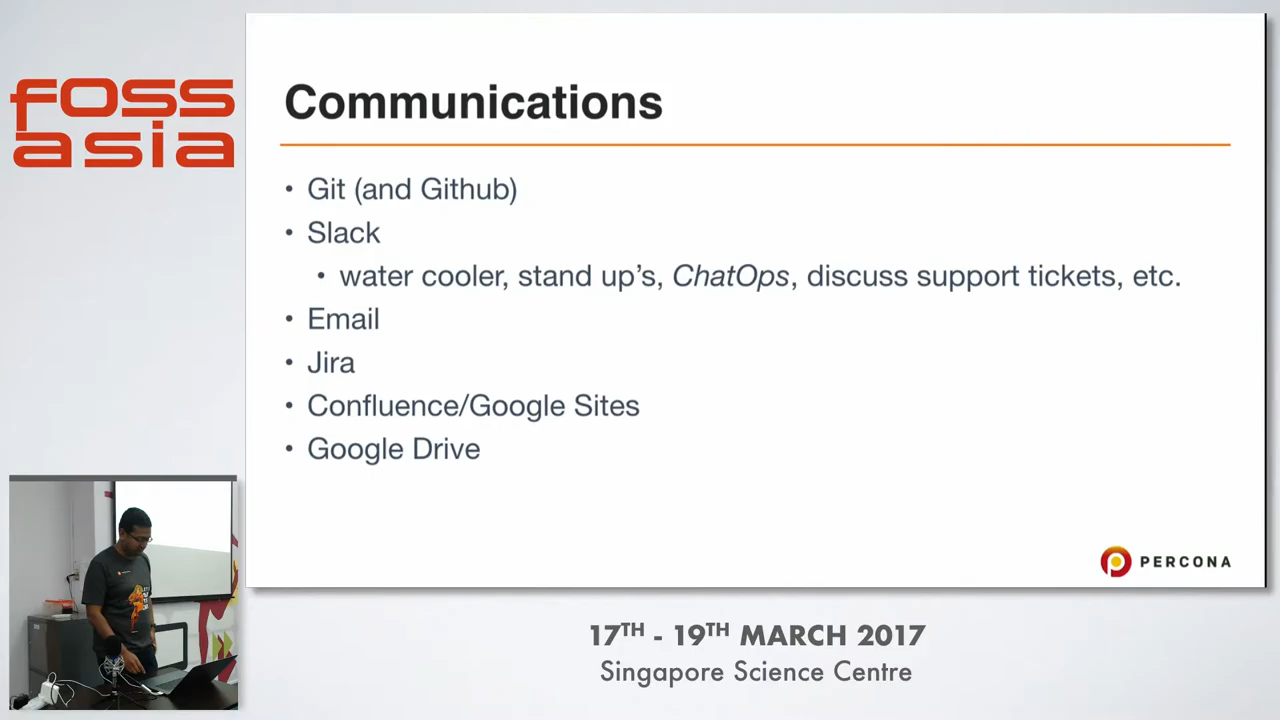 foss
asia
Communications
• Git (and Github)
• Slack
• water cooler, stand up’s, ChatOps, discuss support tickets, etc.
• Email
• Jira
• Confluence/Google Sites
• Google Drive
PERCONA
17TH - 19TH MARCH 2017
Singapore Science Centre